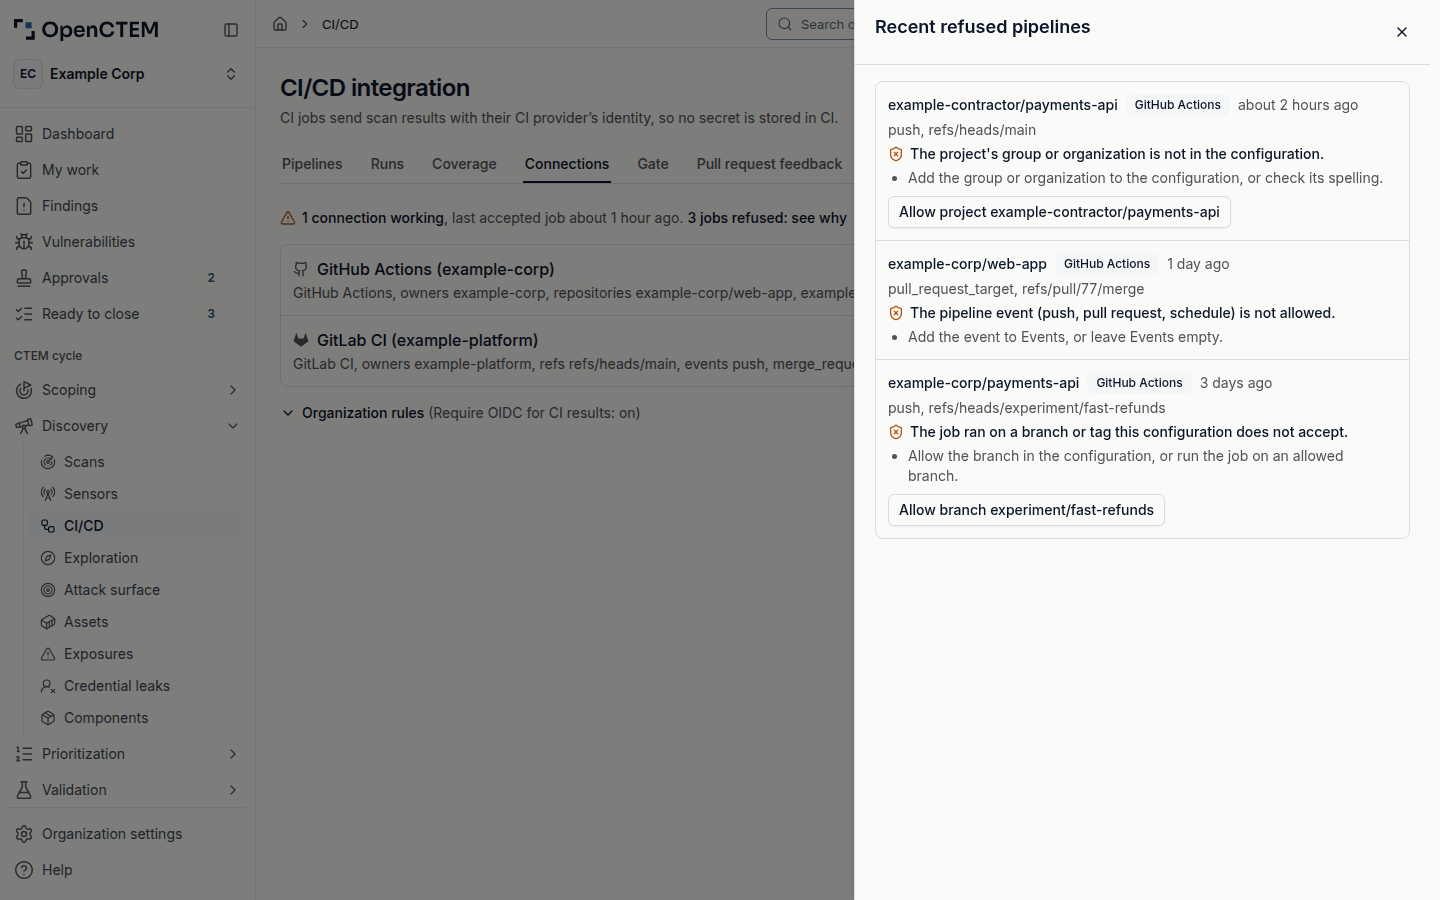 OpenCTEM
EC Example Corp
Dashboard
My work
Findings
Vulnerabilities
Approvals 2
Ready to close 3
CTEM cycle
Scoping
Discovery
Scans
Sensors
CI/CD
Exploration
Attack surface
Assets
Exposures
Credential leaks
Components
Prioritization
Validation
Organization settings
Help
CI/CD
Search
CI/CD integration
CI jobs send scan results with their CI provider’s identity, so no secret is stored in CI.
Pipelines Runs Coverage Connections Gate Pull request feedback
1 connection working, last accepted job about 1 hour ago. 3 jobs refused: see why
GitHub Actions (example-corp)
GitHub Actions, owners example-corp, repositories example-corp/web-app, example
GitLab CI (example-platform)
GitLab CI, owners example-platform, refs refs/heads/main, events push, merge_requ
Organization rules (Require OIDC for CI results: on)
Recent refused pipelines
example-contractor/payments-api GitHub Actions about 2 hours ago
push, refs/heads/main
The project's group or organization is not in the configuration.
• Add the group or organization to the configuration, or check its spelling.
Allow project example-contractor/payments-api
example-corp/web-app GitHub Actions 1 day ago
pull_request_target, refs/pull/77/merge
The pipeline event (push, pull request, schedule) is not allowed.
• Add the event to Events, or leave Events empty.
example-corp/payments-api GitHub Actions 3 days ago
push, refs/heads/experiment/fast-refunds
The job ran on a branch or tag this configuration does not accept.
• Allow the branch in the configuration, or run the job on an allowed
branch.
Allow branch experiment/fast-refunds